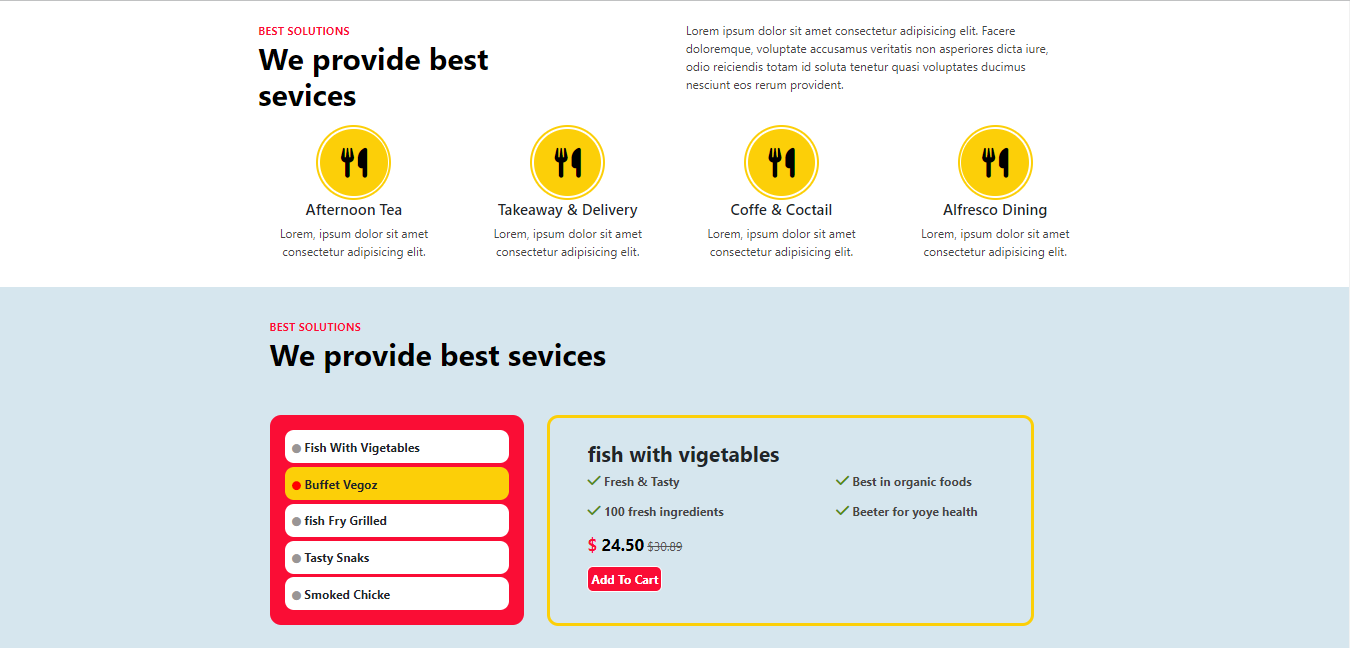 BEST SOLUTIONS
We provide best
sevices
Lorem ipsum dolor sit amet consectetur adipisicing elit. Facere
doloremque, voluptate accusamus veritatis non asperiores dicta iure,
odio reiciendis totam id soluta tenetur quasi voluptates ducimus
nesciunt eos rerum provident.
Afternoon Tea
Lorem, ipsum dolor sit amet
consectetur adipisicing elit.
Takeaway & Delivery
Lorem, ipsum dolor sit amet
consectetur adipisicing elit.
Coffe & Coctail
Lorem, ipsum dolor sit amet
consectetur adipisicing elit.
Alfresco Dining
Lorem, ipsum dolor sit amet
consectetur adipisicing elit.
BEST SOLUTIONS
We provide best sevices
Fish With Vigetables
Buffet Vegoz
fish Fry Grilled
Tasty Snaks
Smoked Chicke
fish with vigetables
Fresh & Tasty
Best in organic foods
100 fresh ingredients
Beeter for yoye health
$ 24.50 $30.89
Add To Cart